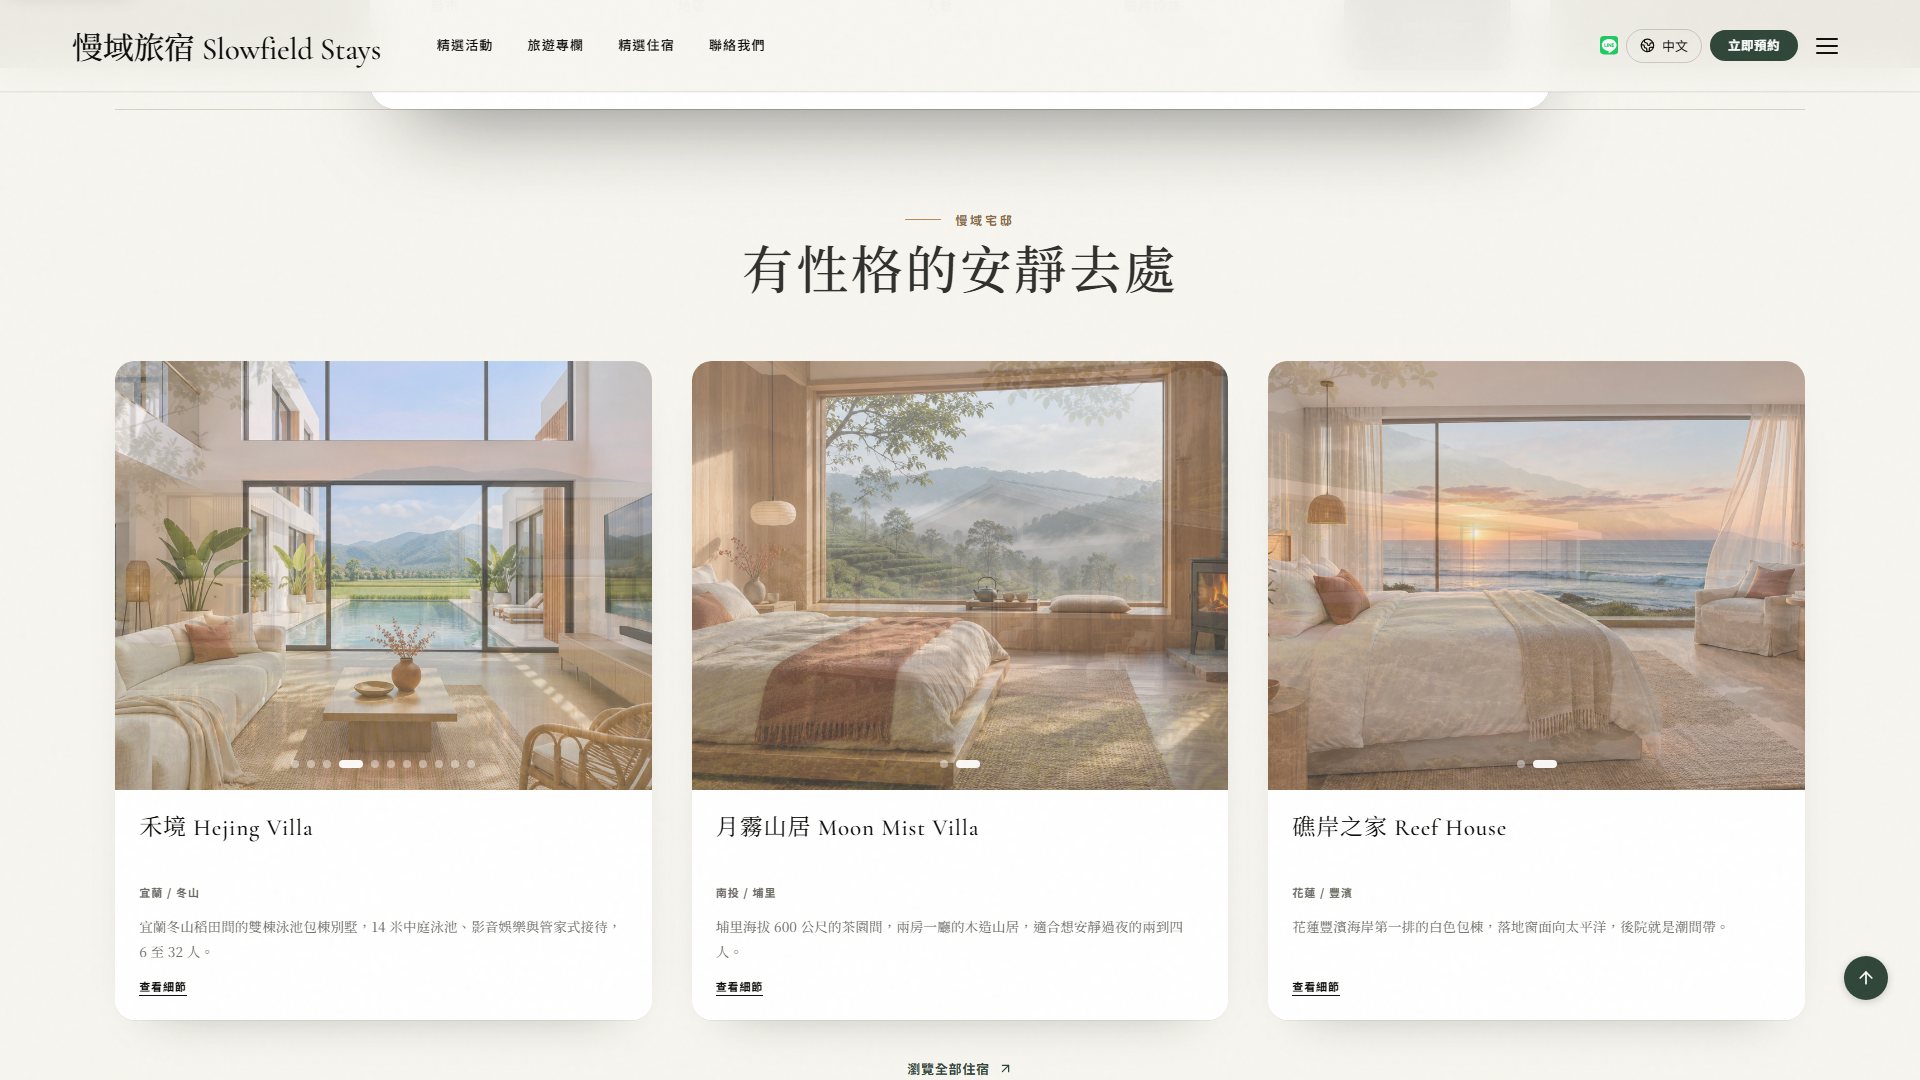 慢域旅宿 Slowfield Stays
精選活動
旅遊專欄
精選住宿
聯絡我們
LINE
中文
立即預約
慢域宅邸
有性格的安靜去處
禾境 Hejing Villa
宜蘭 / 冬山
宜蘭冬山稻田間的雙棟泳池包棟別墅，14 米中庭泳池、影音娛樂與管家式接待，
6 至 32 人。
查看細節
月霧山居 Moon Mist Villa
南投 / 埔里
埔里海拔 600 公尺的茶園間，兩房一廳的木造山居，適合想安靜過夜的兩到四
人。
查看細節
礁岸之家 Reef House
花蓮 / 豐濱
花蓮豐濱海岸第一排的白色包棟，落地窗面向太平洋，後院就是潮間帶。
查看細節
瀏覽全部住宿